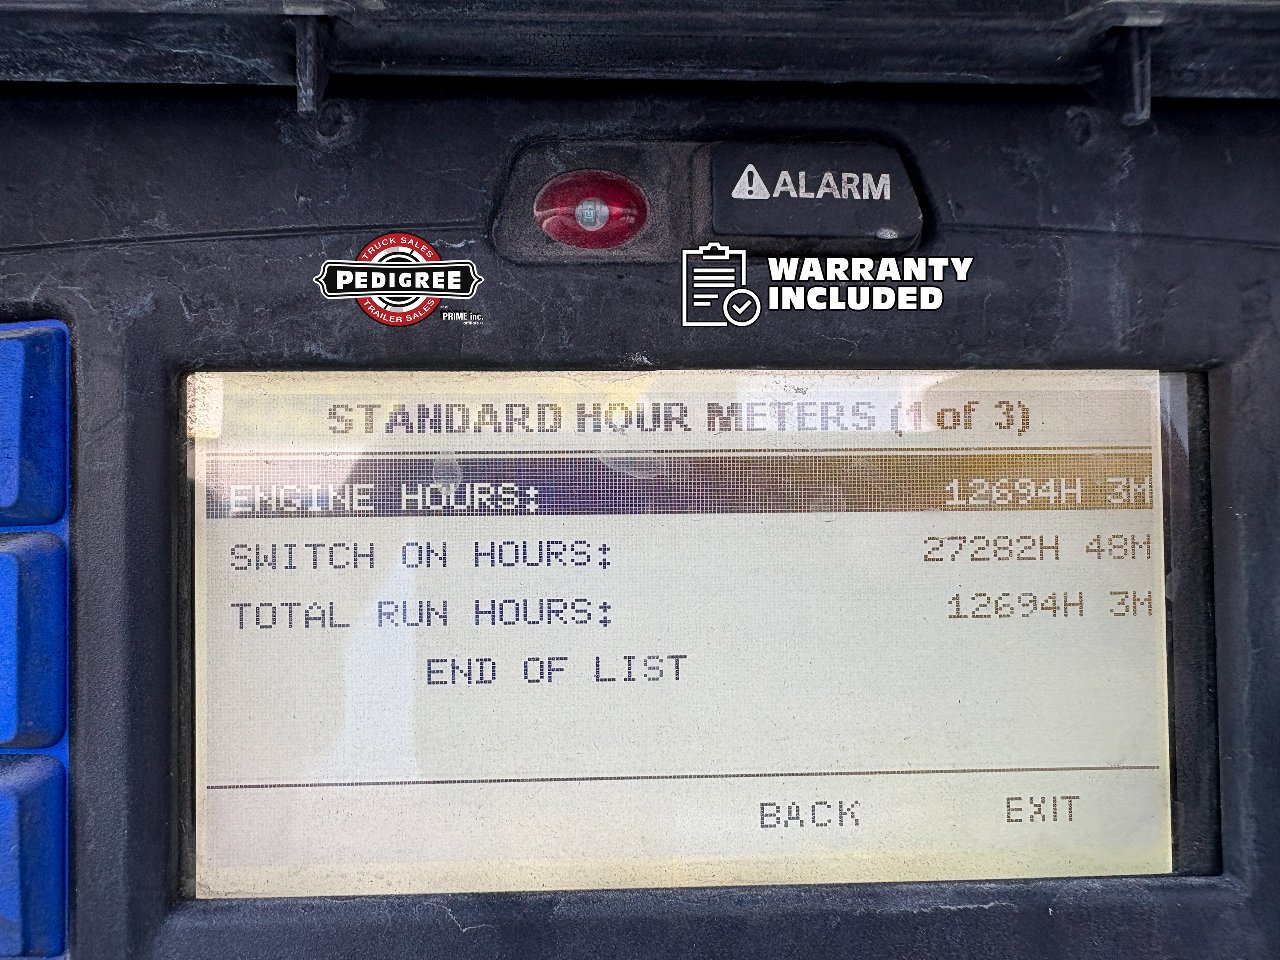 ALARM
TRUCK SALES
PEDIGREE
TRAILER SALES
PRIME inc.
WARRANTY
INCLUDED
STANDARD HOUR METERS (1 of 3)
ENGINE HOURS: 12694H 3M
SWITCH ON HOURS: 27282H 48M
TOTAL RUN HOURS: 12694H 3M
END OF LIST
BACK EXIT